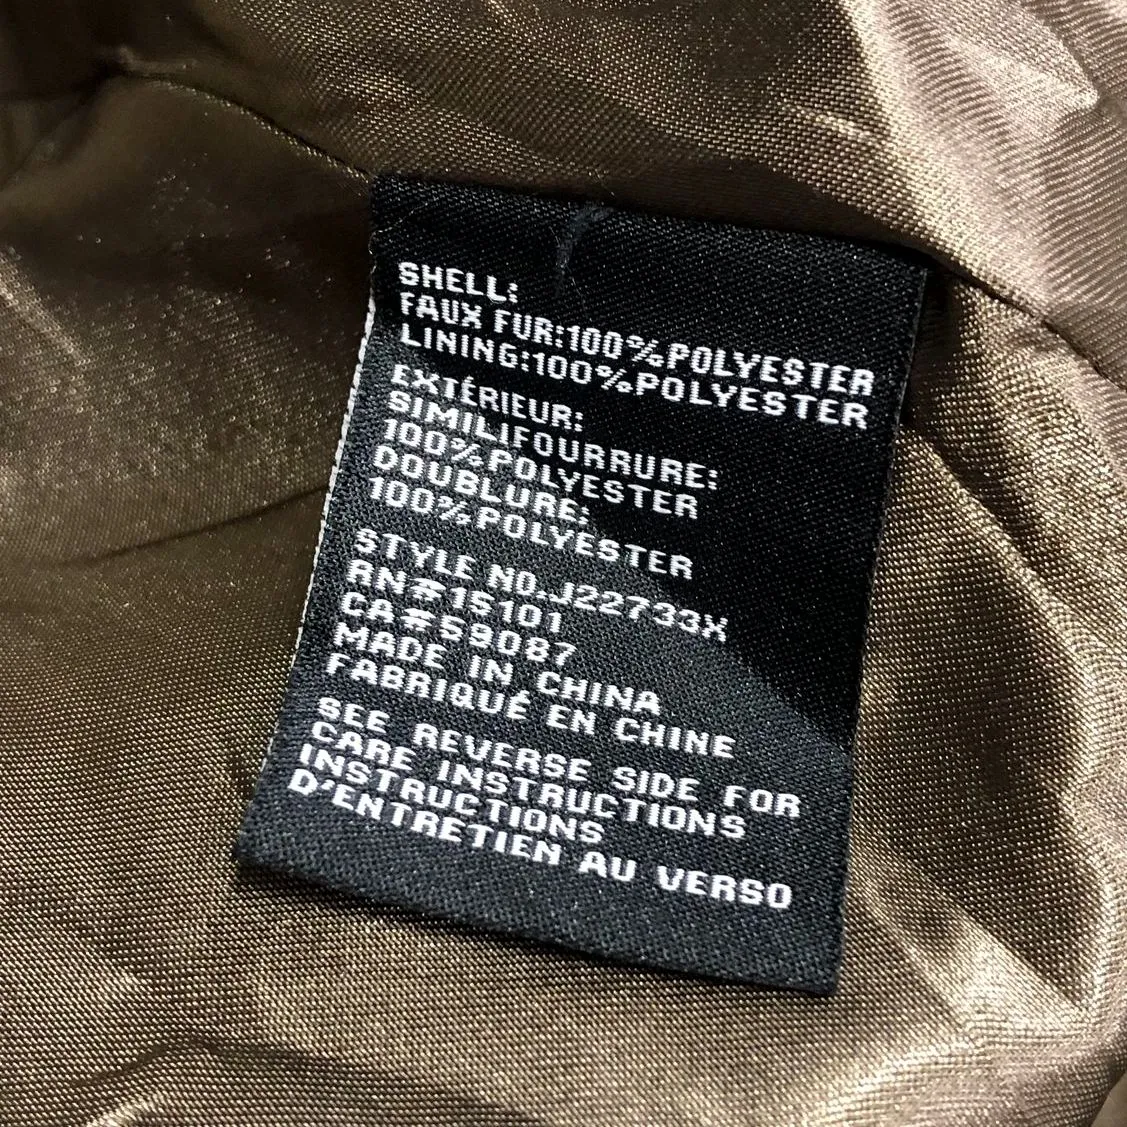 SHELL:
FAUX FUR:100%POLYESTER
LINING:100%POLYESTER
EXTÉRIEUR:
SIMILIFOURRURE:
100%POLYESTER
DOUBLURE:
100%POLYESTER
STYLE NO.J22733X
RN#15101
CA#59087
MADE IN CHINA
FABRIQUÉ EN CHINE
SEE REVERSE SIDE FOR
CARE INSTRUCTIONS
INSTRUCTIONS
D'ENTRETIEN AU VERSO